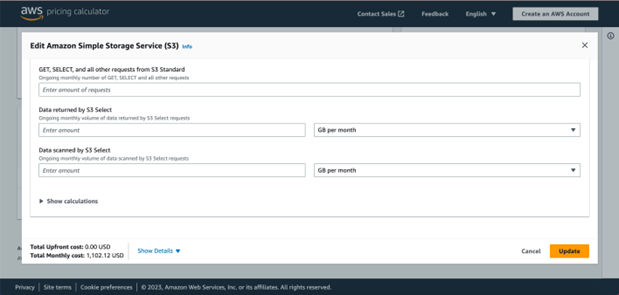 aws pricing calculator
Contact Sales
Feedback
English
Create an AWS Account
Edit Amazon Simple Storage Service (S3) Info
GET, SELECT, and all other requests from S3 Standard
Ongoing monthly number of GET, SELECT and all other requests
Enter amount of requests
Data returned by S3 Select
Ongoing monthly volume of data returned by S3 Select requests
Enter amount
GB per month
Data scanned by S3 Select
Ongoing monthly volume of data scanned by S3 Select requests
Enter amount
GB per month
Show calculations
Total Upfront cost: 0.00 USD
Total Monthly cost: 1,102.12 USD
Show Details
Cancel
Update
Privacy | Site terms | Cookie preferences | © 2023, Amazon Web Services, Inc. or its affiliates. All rights reserved.